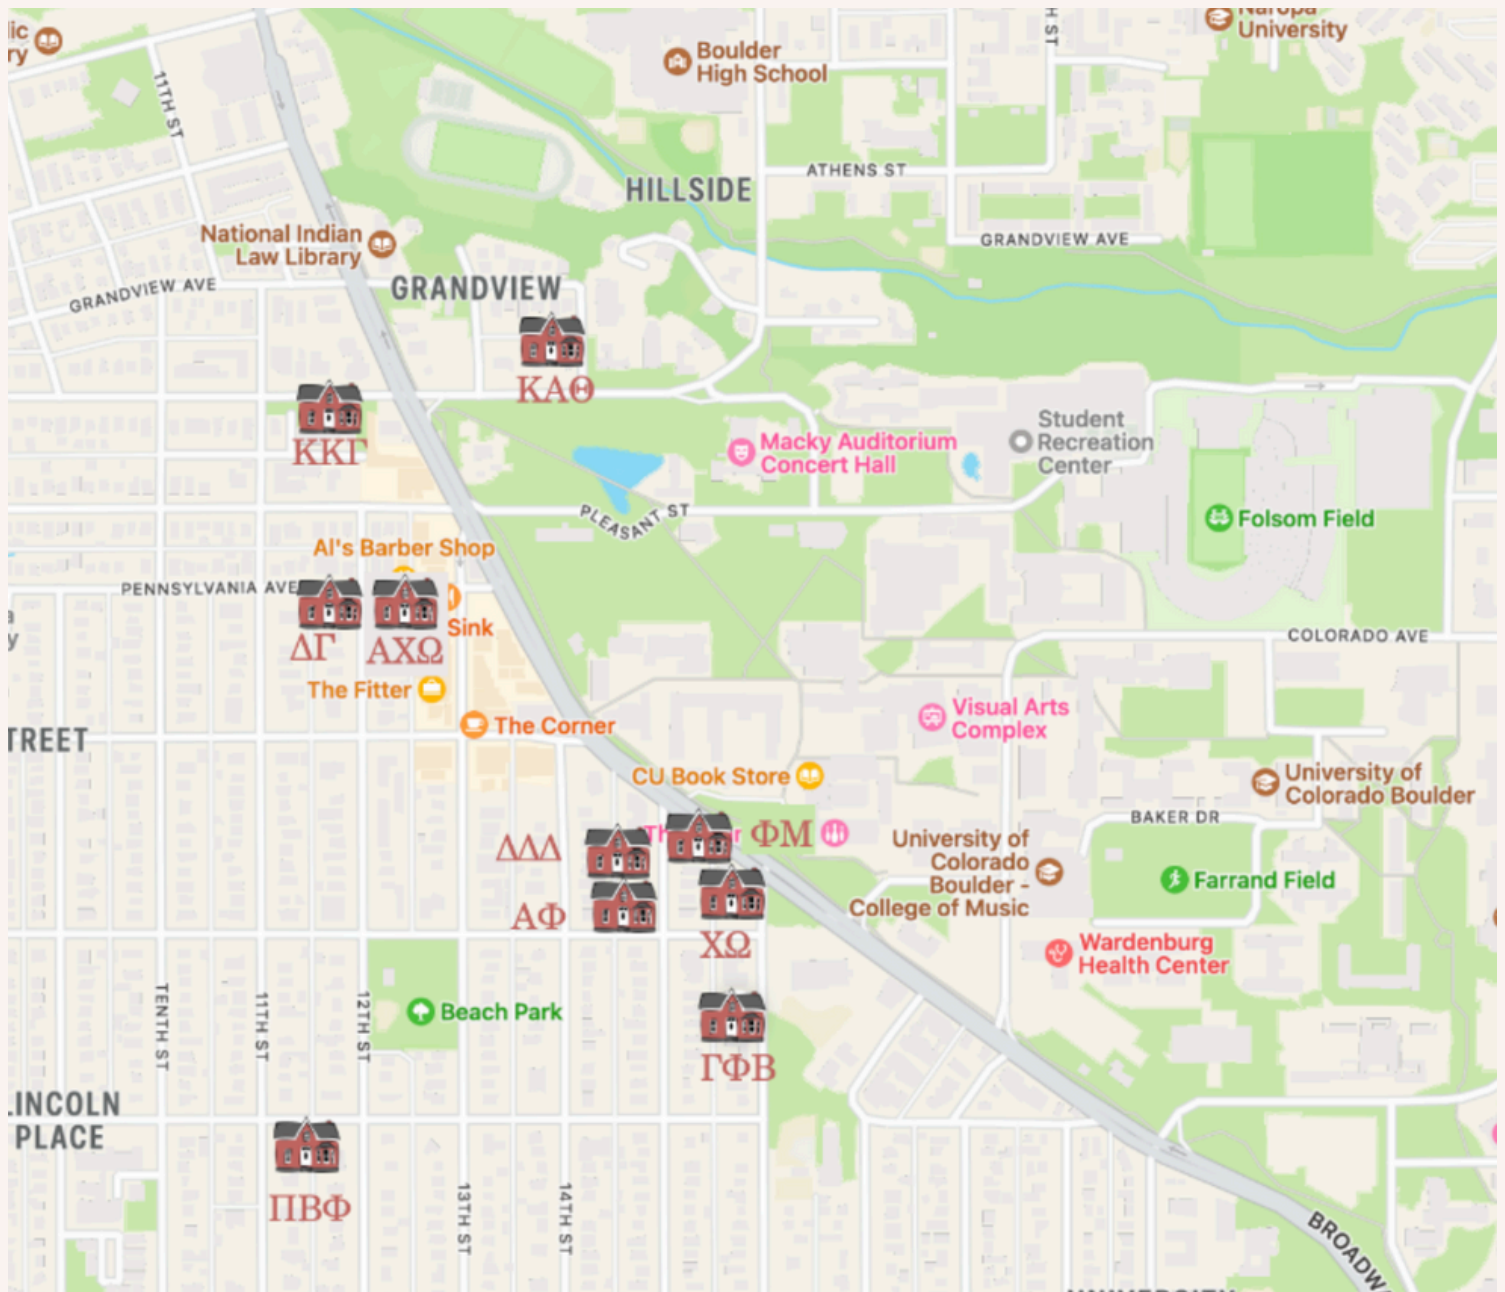 Naropa
University
Boulder
High School
11TH ST
H ST
ATHENS ST
HILLSIDE
National Indian
Law Library
GRANDVIEW AVE
GRANDVIEW AVE
GRANDVIEW
ΚΑΘ
ΚΚΓ
Student
Recreation
Center
Macky Auditorium
Concert Hall
PLEASANT ST
Folsom Field
Al's Barber Shop
PENNSYLVANIA AVE
Sink
ΔΓ
ΑΧΩ
COLORADO AVE
The Fitter
The Corner
Visual Arts
Complex
TREET
CU Book Store
University of
Colorado Boulder
BAKER DR
ΔΔΔ
ΦΜ
University of
Colorado
Boulder -
College of Music
Farrand Field
ΑΦ
ΧΩ
Wardenburg
Health Center
TENTH ST
11TH ST
12TH ST
Beach Park
ΓΦΒ
LINCOLN
PLACE
ΠΒΦ
13TH ST
14TH ST
BROADW